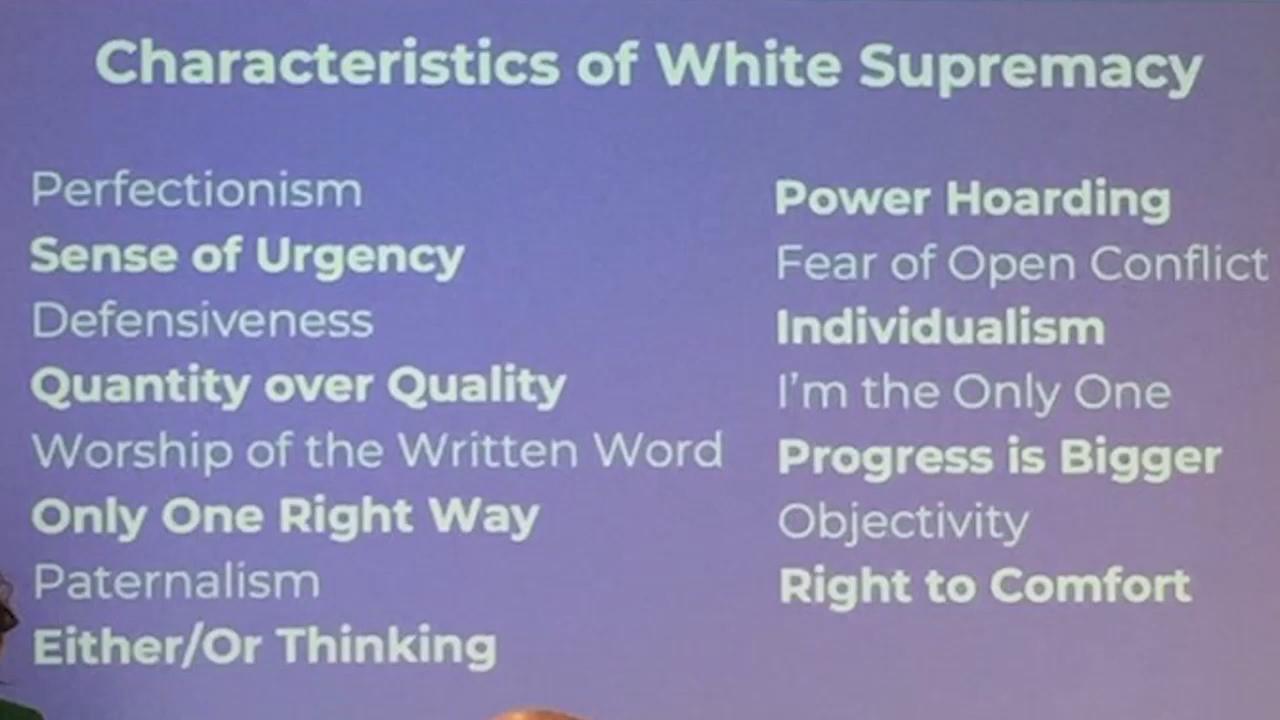 Characteristics of White Supremacy
Perfectionism
Sense of Urgency
Defensiveness
Quantity over Quality
Worship of the Written Word
Only One Right Way
Paternalism
Either/Or Thinking
Power Hoarding
Fear of Open Conflict
Individualism
I'm the Only One
Progress is Bigger
Objectivity
Right to Comfort